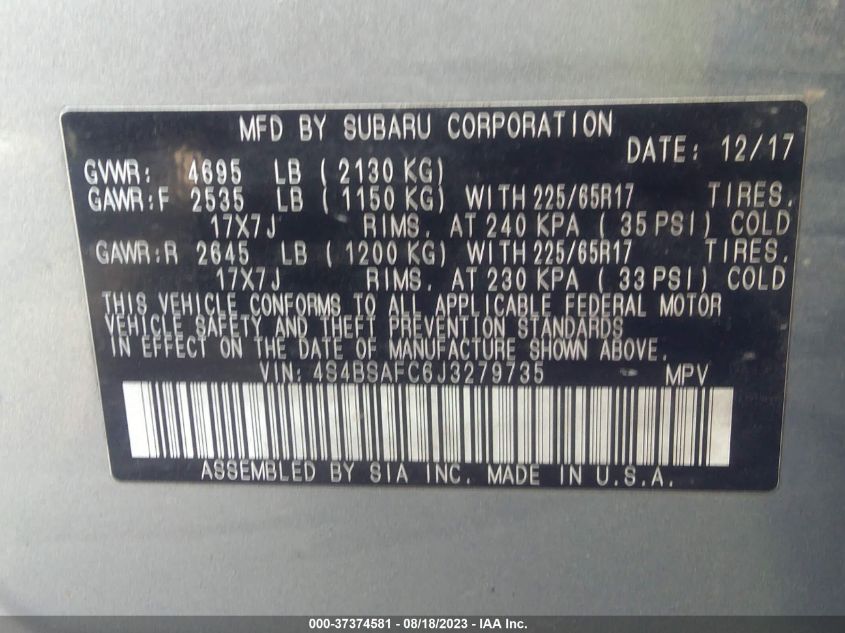 MFD BY SUBARU CORPORATION
DATE: 12/17
GVWR: 4695 LB ( 2130 KG)
GAWR:F 2535 LB ( 1150 KG) WITH 225/65R17 TIRES,
17X7J RIMS, AT 240 KPA ( 35 PSI) COLD
GAWR:R 2645 LB ( 1200 KG) WITH 225/65R17 TIRES,
17X7J RIMS, AT 230 KPA ( 33 PSI) COLD
THIS VEHICLE CONFORMS TO ALL APPLICABLE FEDERAL MOTOR
VEHICLE SAFETY AND THEFT PREVENTION STANDARDS
IN EFFECT ON THE DATE OF MANUFACTURE SHOWN ABOVE.
VIN: 4S4BSAFC6J3279735 MPV
ASSEMBLED BY SIA INC. MADE IN U.S.A.
000-37374581 - 08/18/2023 - IAA Inc.